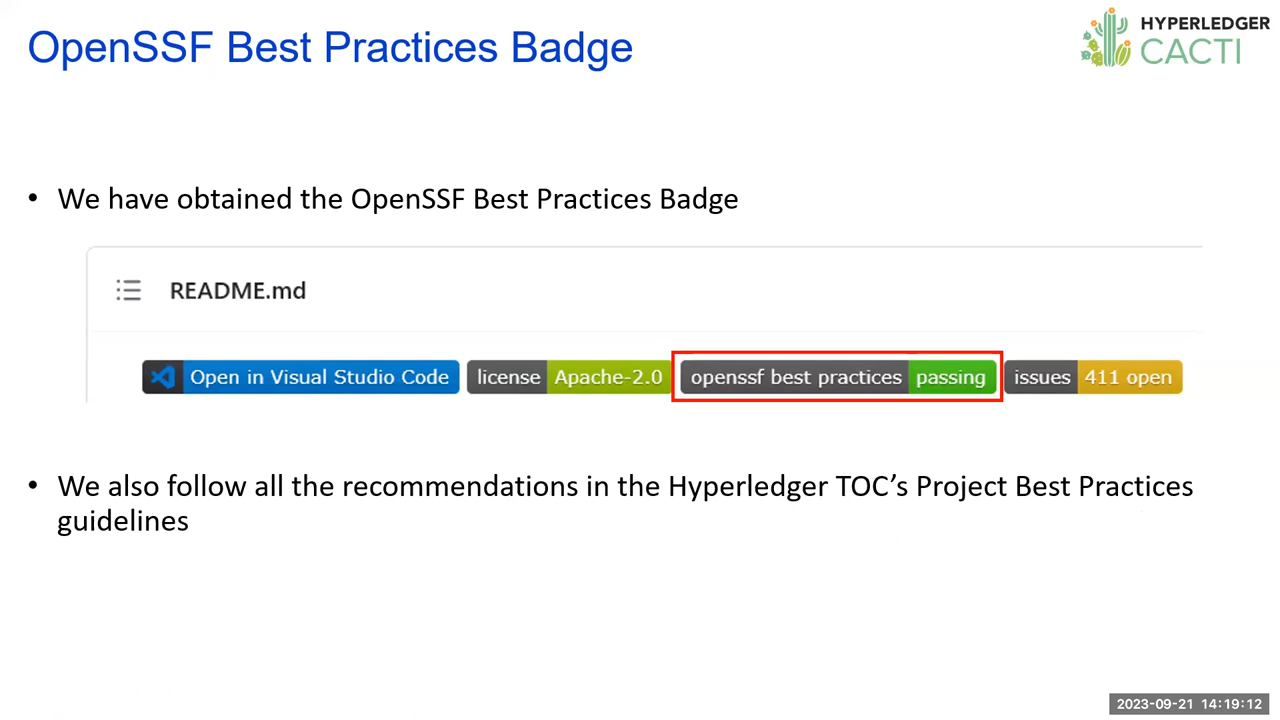 OpenSSF Best Practices Badge
HYPERLEDGER
CACTI
• We have obtained the OpenSSF Best Practices Badge
README.md
Open in Visual Studio Code license Apache-2.0 openssf best practices passing issues 411 open
• We also follow all the recommendations in the Hyperledger TOC’s Project Best Practices
guidelines
2023-09-21 14:19:12